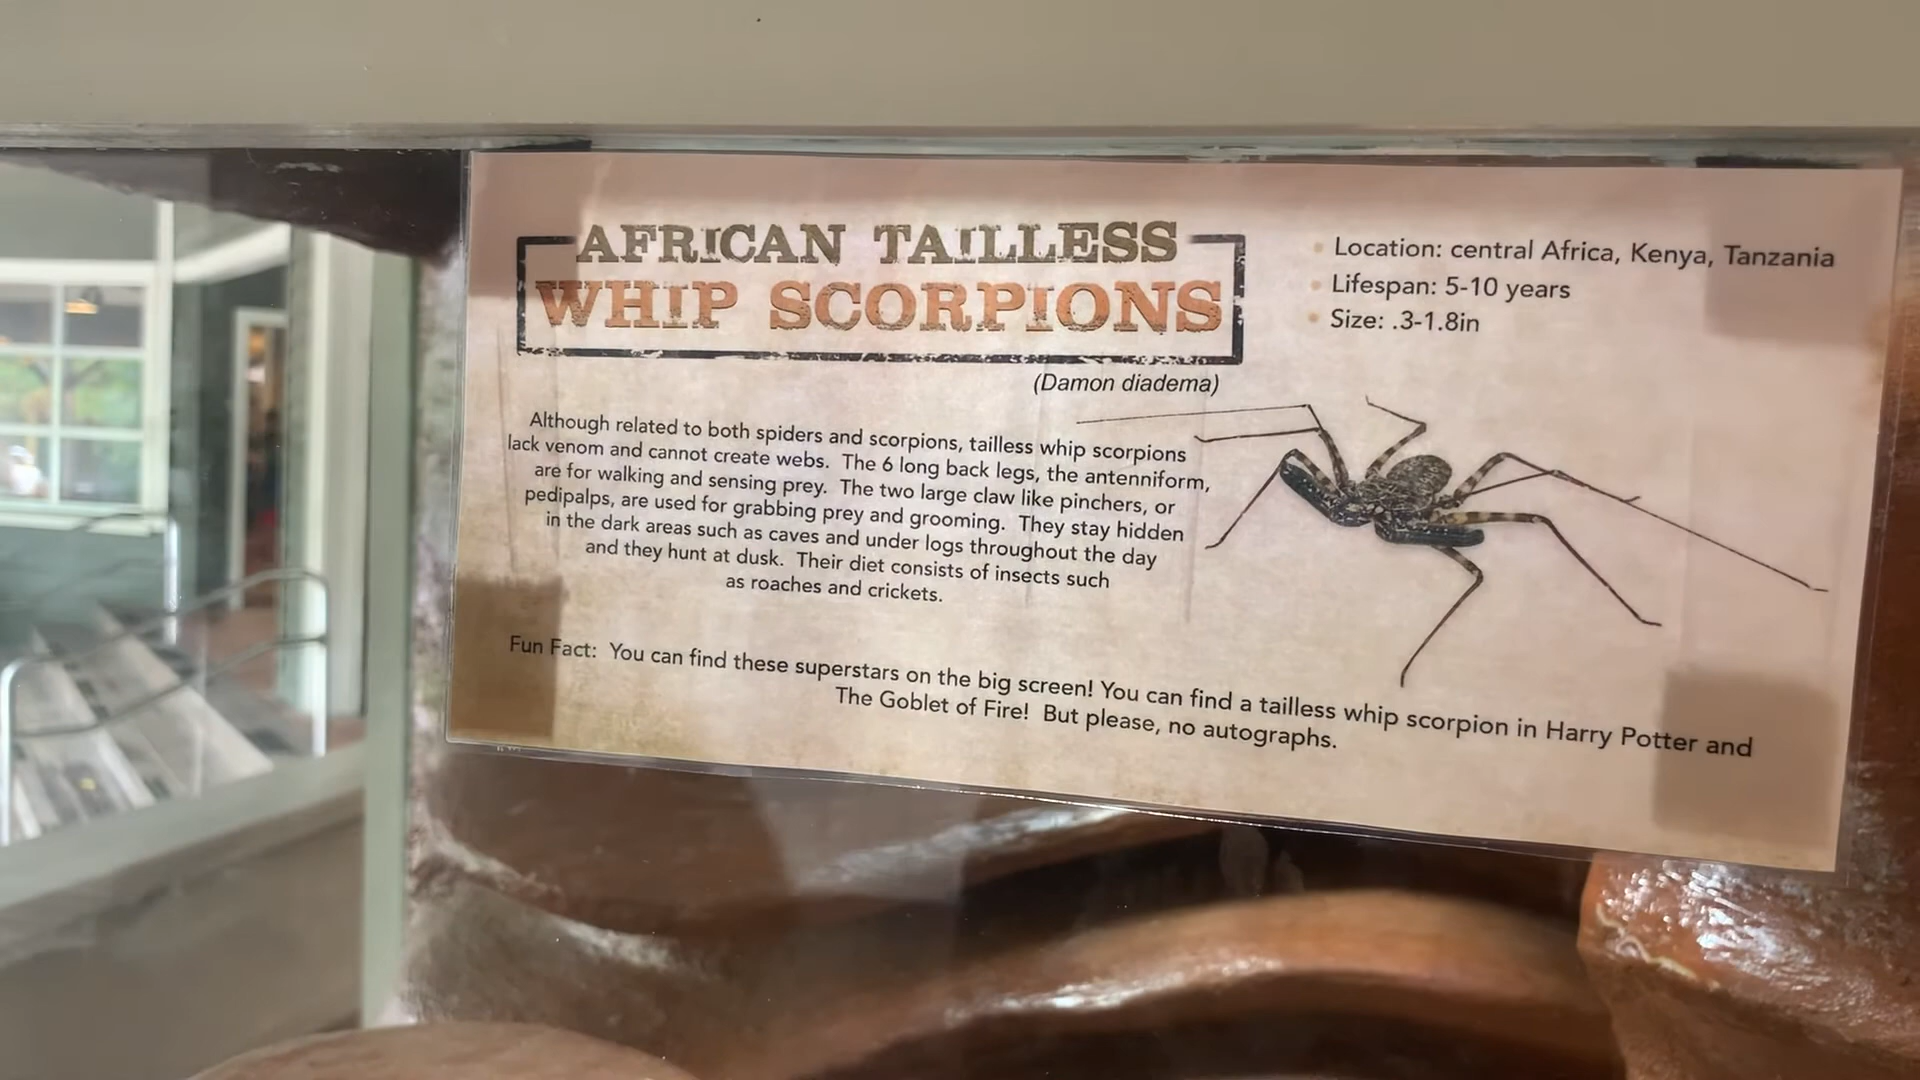 AFRICAN TAILLESS
WHIP SCORPIONS
(Damon diadema)
• Location: central Africa, Kenya, Tanzania
• Lifespan: 5-10 years
• Size: .3-1.8in
Although related to both spiders and scorpions, tailless whip scorpions
lack venom and cannot create webs. The 6 long back legs, the antenniform,
are for walking and sensing prey. The two large claw like pinchers, or
pedipalps, are used for grabbing prey and grooming. They stay hidden
in the dark areas such as caves and under logs throughout the day
and they hunt at dusk. Their diet consists of insects such
as roaches and crickets.
Fun Fact: You can find these superstars on the big screen! You can find a tailless whip scorpion in Harry Potter and
The Goblet of Fire! But please, no autographs.